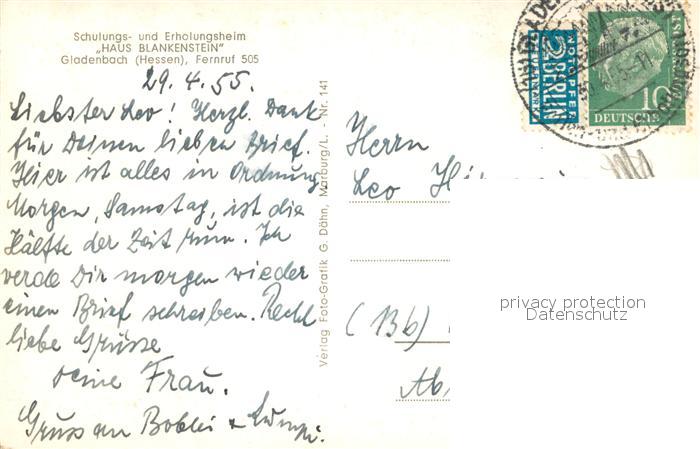 Schulungs- und Erholungsheim
„HAUS BLANKENSTEIN"
Gladenbach (Hessen), Fernruf 505
29.4.55.
Liebster Leo! Herzl. Dank
für Deinen lieben Brief.
Hier ist alles in Ordnung
Morgen, Samstag, ist die
Hälfte der Zeit rum. Ich
werde Dir morgen wieder
einen Brief schreiben. Recht
liebe Grüsse
deine Frau.
Gruss an
Verlag Foto-Grafik G. Dähn, Marburg/L. Nr. 141
NOTOPFER
2 BERLIN
STEUERMARKE
10
DEUTSCHE
Herrn
Leo
(13b)
privacy protection
Datenschutz